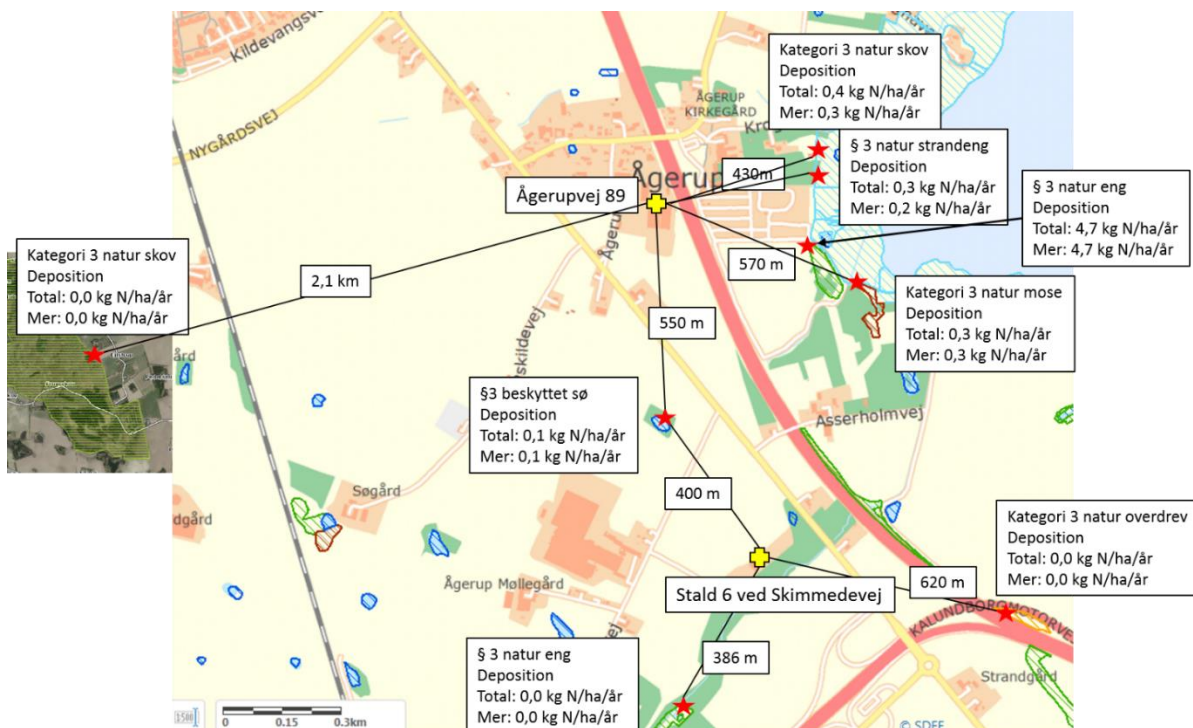 Kildevangsvej
NYGÅRDSVEJ
ÅGERUP
KIRKEGÅRD
Kategori 3 natur skov
Deposition
Total: 0,4 kg N/ha/år
Mer: 0,3 kg N/ha/år
§ 3 natur strandeng
Deposition
Total: 0,3 kg N/ha/år
Mer: 0,2 kg N/ha/år
§ 3 natur eng
Deposition
Total: 4,7 kg N/ha/år
Mer: 4,7 kg N/ha/år
430m
Ågerupvej 89
Kategori 3 natur skov
Deposition
Total: 0,0 kg N/ha/år
Mer: 0,0 kg N/ha/år
2,1 km
570 m
Kategori 3 natur mose
Deposition
Total: 0,3 kg N/ha/år
Mer: 0,3 kg N/ha/år
550 m
§3 beskyttet sø
Deposition
Total: 0,1 kg N/ha/år
Mer: 0,1 kg N/ha/år
Asserholmvej
400 m
Søgård
Kategori 3 natur overdrev
Deposition
Total: 0,0 kg N/ha/år
Mer: 0,0 kg N/ha/år
Ågerup Møllegård
Stald 6 ved Skimmedevej
620 m
KALUNDBORGMOTORVEJ
386 m
§ 3 natur eng
Deposition
Total: 0,0 kg N/ha/år
Mer: 0,0 kg N/ha/år
Strandgård
0 0.15 0.3km
© SDFE